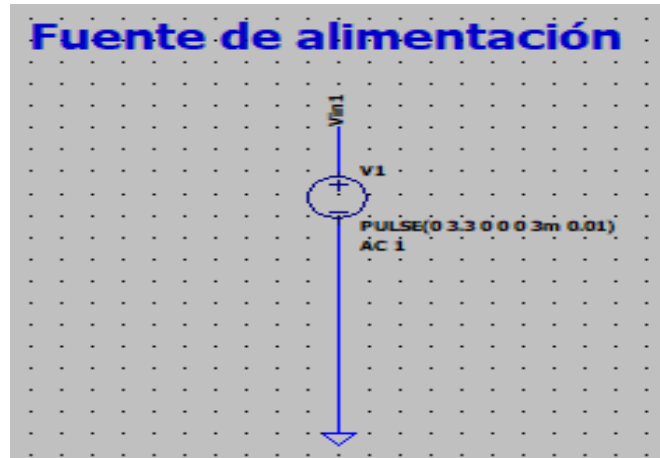 Fuente de alimentación
Vin1
V1
PULSE(0 3.3 0 0 0 3m 0.01)
AC 1